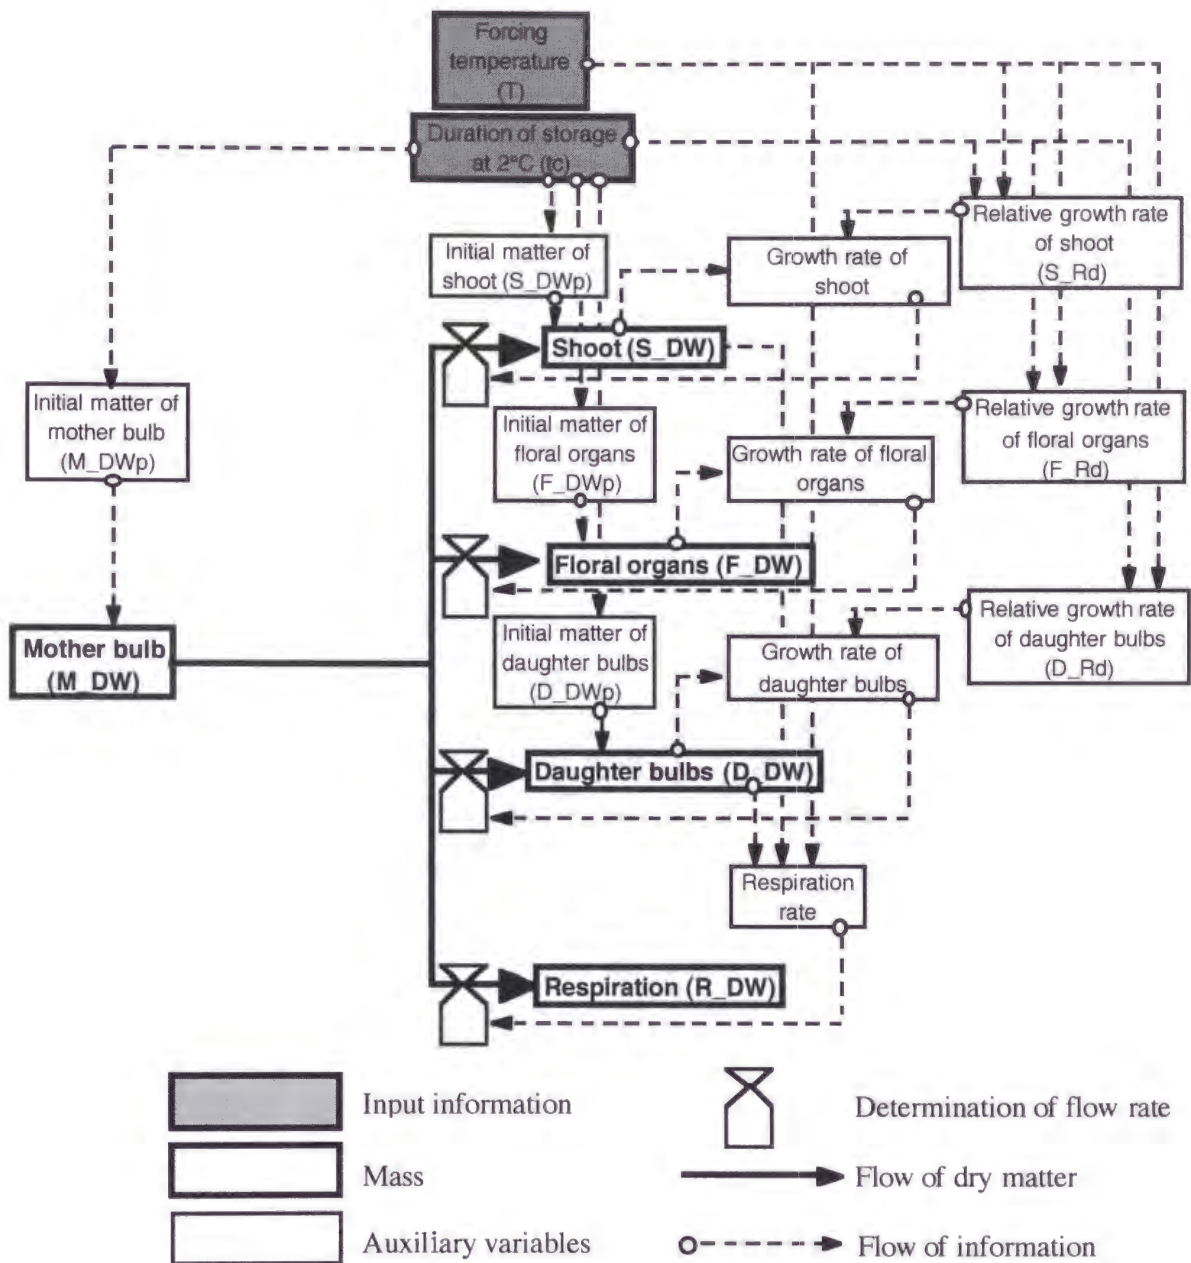 Forcing
temperature
(T)
Duration of storage
at 2°C (tc)
Initial matter of
shoot (S_DWp)
Growth rate of
shoot
Relative growth rate
of shoot
(S_Rd)
Shoot (S_DW)
Initial matter of
mother bulb
(M_DWp)
Initial matter of
floral organs
(F_DWp)
Growth rate of floral
organs
Relative growth rate
of floral organs
(F_Rd)
Floral organs (F_DW)
Mother bulb
(M_DW)
Initial matter of
daughter bulbs
(D_DWp)
Growth rate of
daughter bulbs
Relative growth rate
of daughter bulbs
(D_Rd)
Daughter bulbs (D_DW)
Respiration
rate
Respiration (R_DW)
Input information
Determination of flow rate
Mass
Flow of dry matter
Auxiliary variables
Flow of information